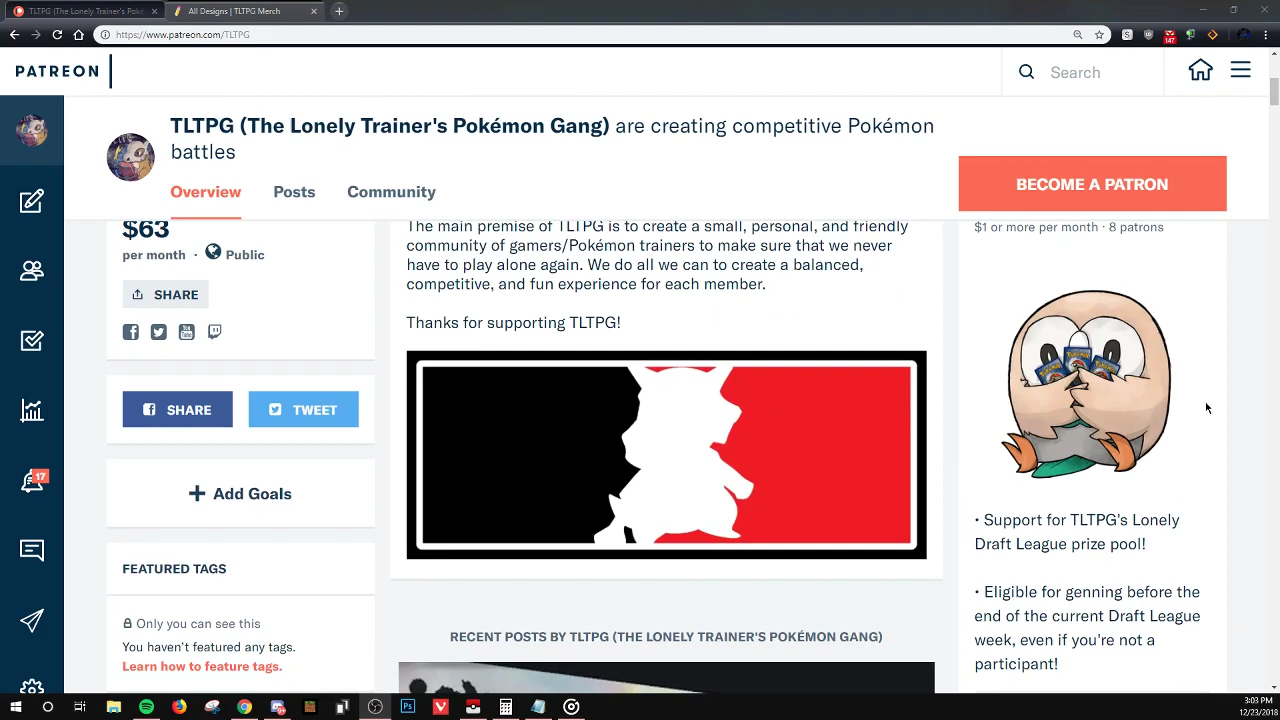 TLTPG (The Lonely Trainer's Poké
All Designs | TLTPG Merch
https://www.patreon.com/TLTPG
147
PATREON
Search
TLTPG (The Lonely Trainer's Pokémon Gang) are creating competitive Pokémon
battles
BECOME A PATRON
Overview
Posts
Community
$63
per month · Public
SHARE
SHARE
TWEET
Add Goals
FEATURED TAGS
Only you can see this
You haven't featured any tags.
Learn how to feature tags.
17
The main premise of TLTPG is to create a small, personal, and friendly
community of gamers/Pokémon trainers to make sure that we never
have to play alone again. We do all we can to create a balanced,
competitive, and fun experience for each member.
Thanks for supporting TLTPG!
RECENT POSTS BY TLTPG (THE LONELY TRAINER'S POKÉMON GANG)
$1 or more per month · 8 patrons
• Support for TLTPG's Lonely
Draft League prize pool!
• Eligible for genning before the
end of the current Draft League
week, even if you're not a
participant!
3:03 PM
12/23/2018